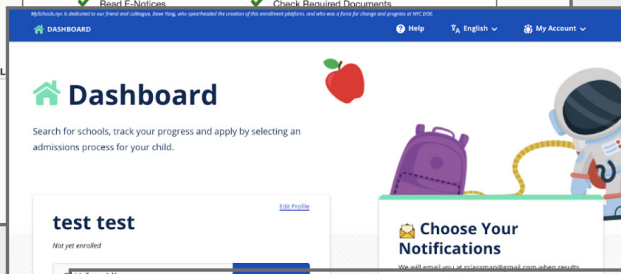 Read E-Notices
Check Required Documents
MySchools.nyc is dedicated to our friend and colleague, Dave Yang, who spearheaded the creation of this enrollment platform, and who was a force for change and progress at NYC DOE.
DASHBOARD
Help
English
My Account
L
Dashboard
Search for schools, track your progress and apply by selecting an
admissions process for your child.
Edit Profile
test test
Not yet enrolled
Choose Your
Notifications
We will email you at
when results